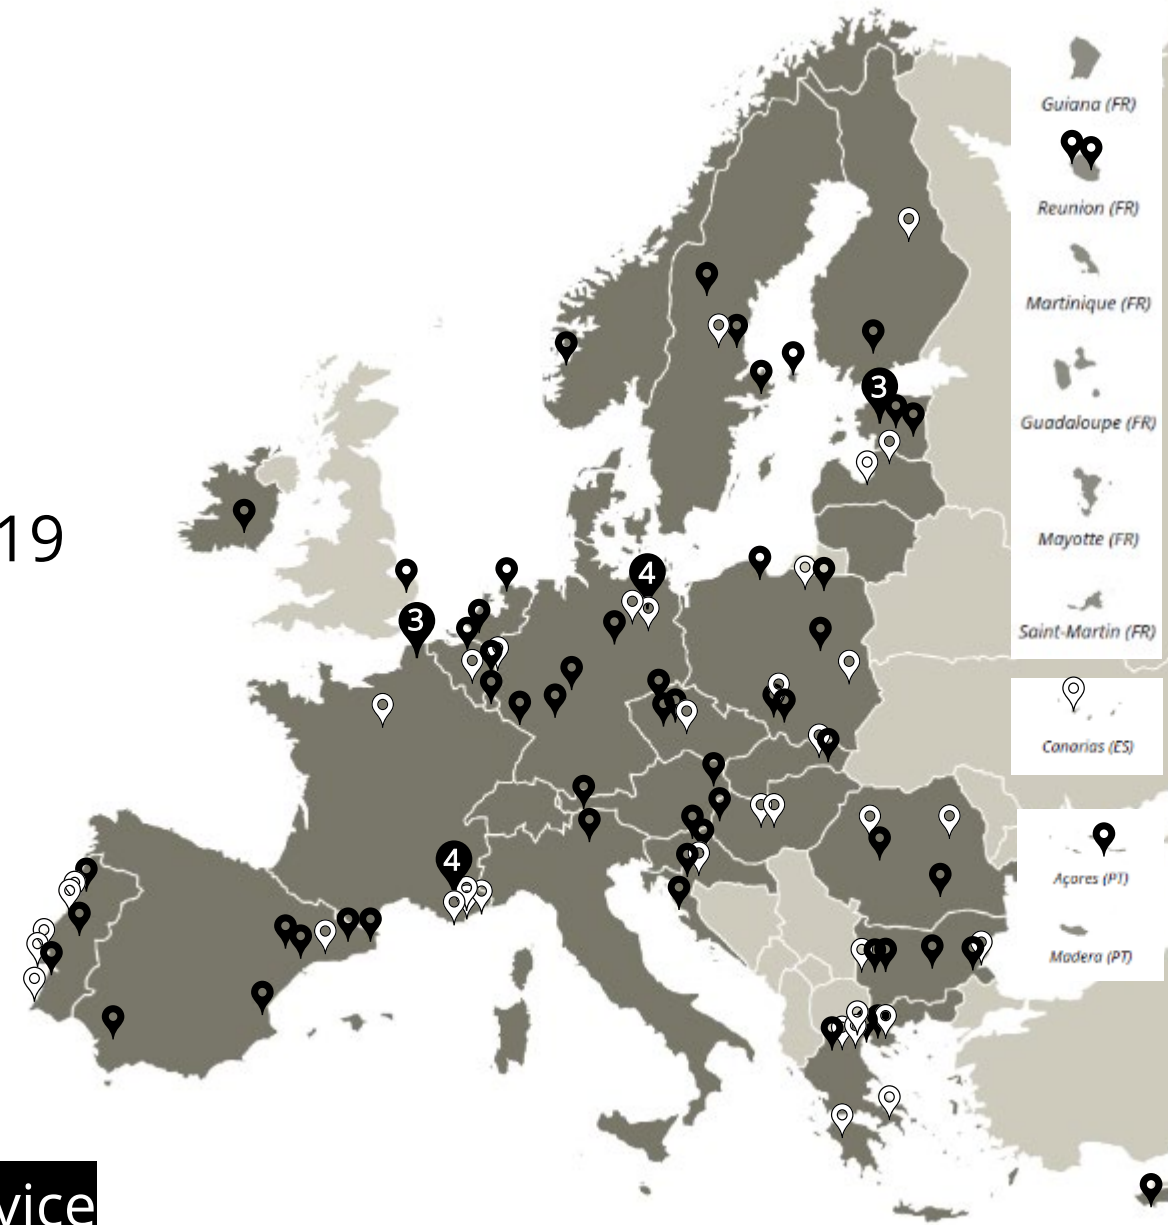 Guiana (FR)
Reunion (FR)
Martinique (FR)
3
Guadaloupe (FR)
19
Mayotte (FR)
4
3
Saint-Martin (FR)
Canarias (ES)
4
Açores (PT)
Madera (PT)
vice